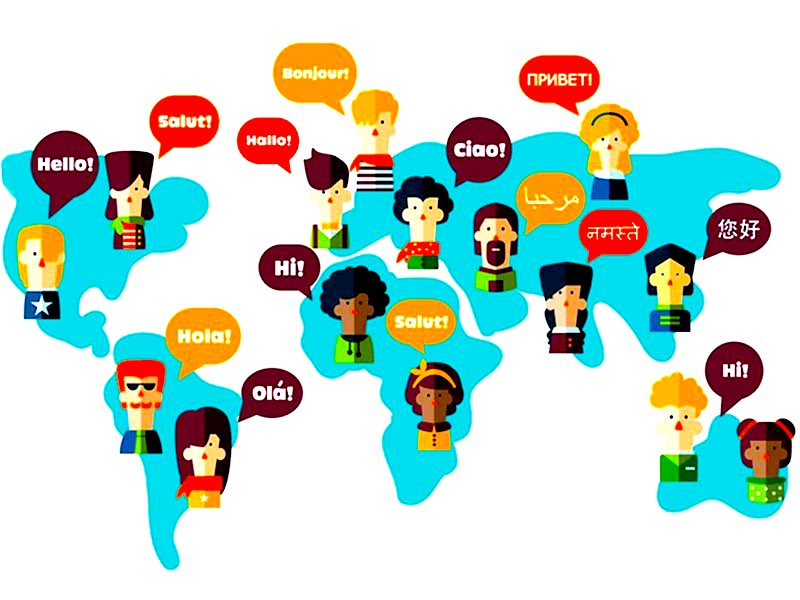 Bonjour!
ПРИВЕТ!
Salut!
Hallo!
Ciao!
Hello!
مرحبا
नमस्ते
您好
Hi!
Salut!
Hola!
Hi!
Olá!